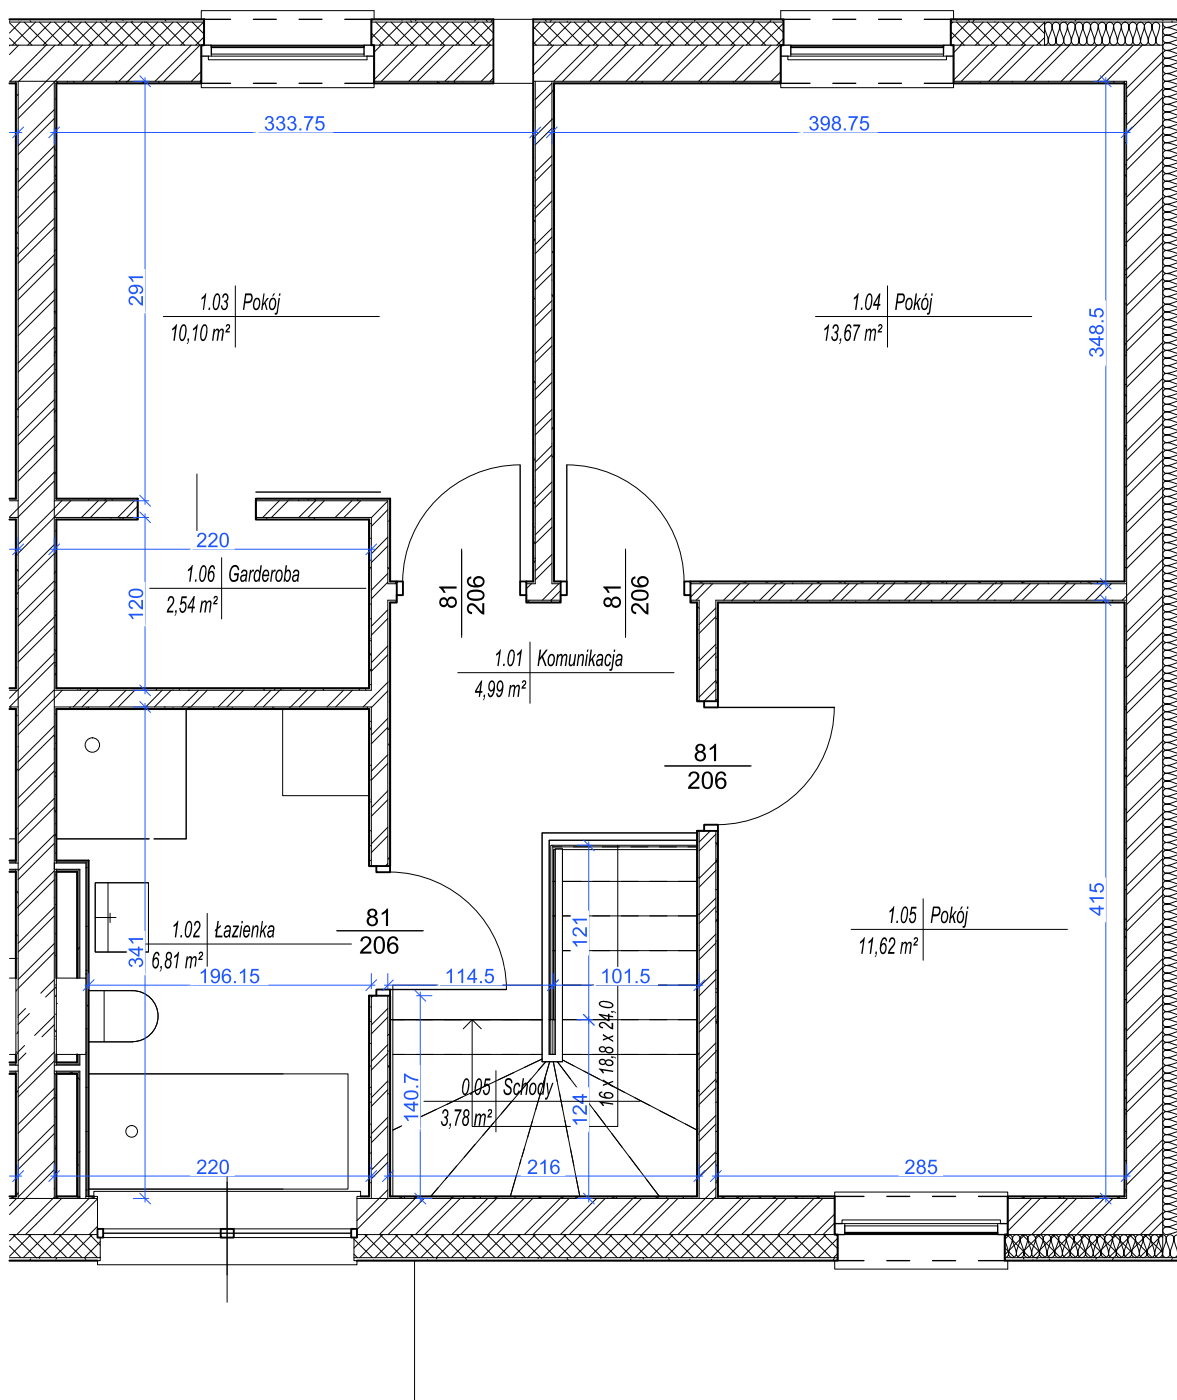 333.75
398.75
291
1.03 Pokój
10,10 m²
1.04 Pokój
13,67 m²
348.5
220
1.06 Garderoba
2,54 m²
120
81
206
81
206
1.01 Komunikacja
4,99 m²
81
206
1.02 Łazienka
6,81 m²
341
81
206
121
1.05 Pokój
11,62 m²
415
196.15
114.5
101.5
16 x 18,8 x 24,0
140.7
0.05 Schody
3,78 m²
124
220
216
285